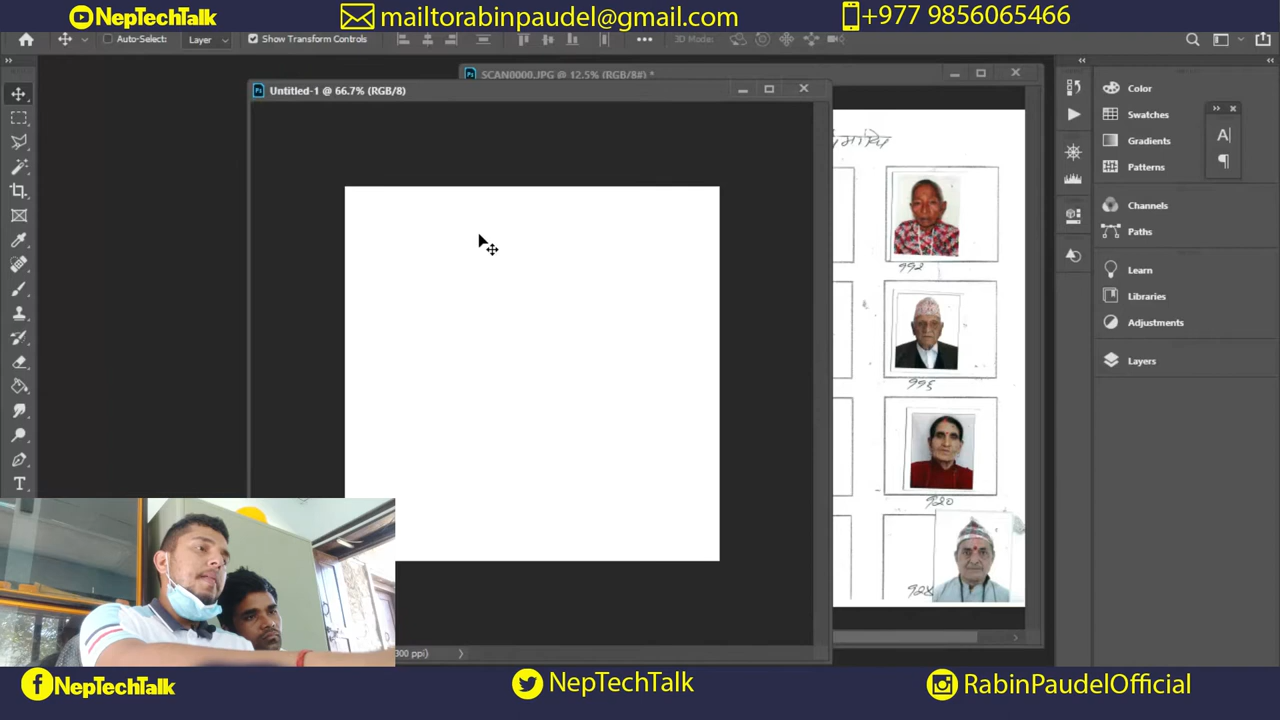 NepTechTalk
mailtorabinpaudel@gmail.com
+977 9856065466
Auto-Select:
Layer
Show Transform Controls
3D Mode:
SCAN0000.JPG @ 12.5% (RGB/8#) *
Untitled-1 @ 66.7% (RGB/8)
Color
Swatches
Gradients
Patterns
Channels
Paths
Learn
Libraries
Adjustments
Layers
११२
१२०
300 ppi)
NepTechTalk
NepTechTalk
RabinPaudelOfficial